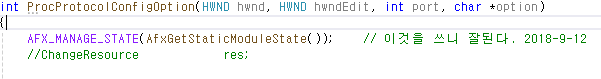 int ProcProtocolConfigOption(HWND hwnd, HWND hwndEdit, int port, char *option)
{
AFX_MANAGE_STATE(AfxGetStaticModuleState()); // 이것을 쓰니 잘된다. 2018-9-12
//ChangeResource res;